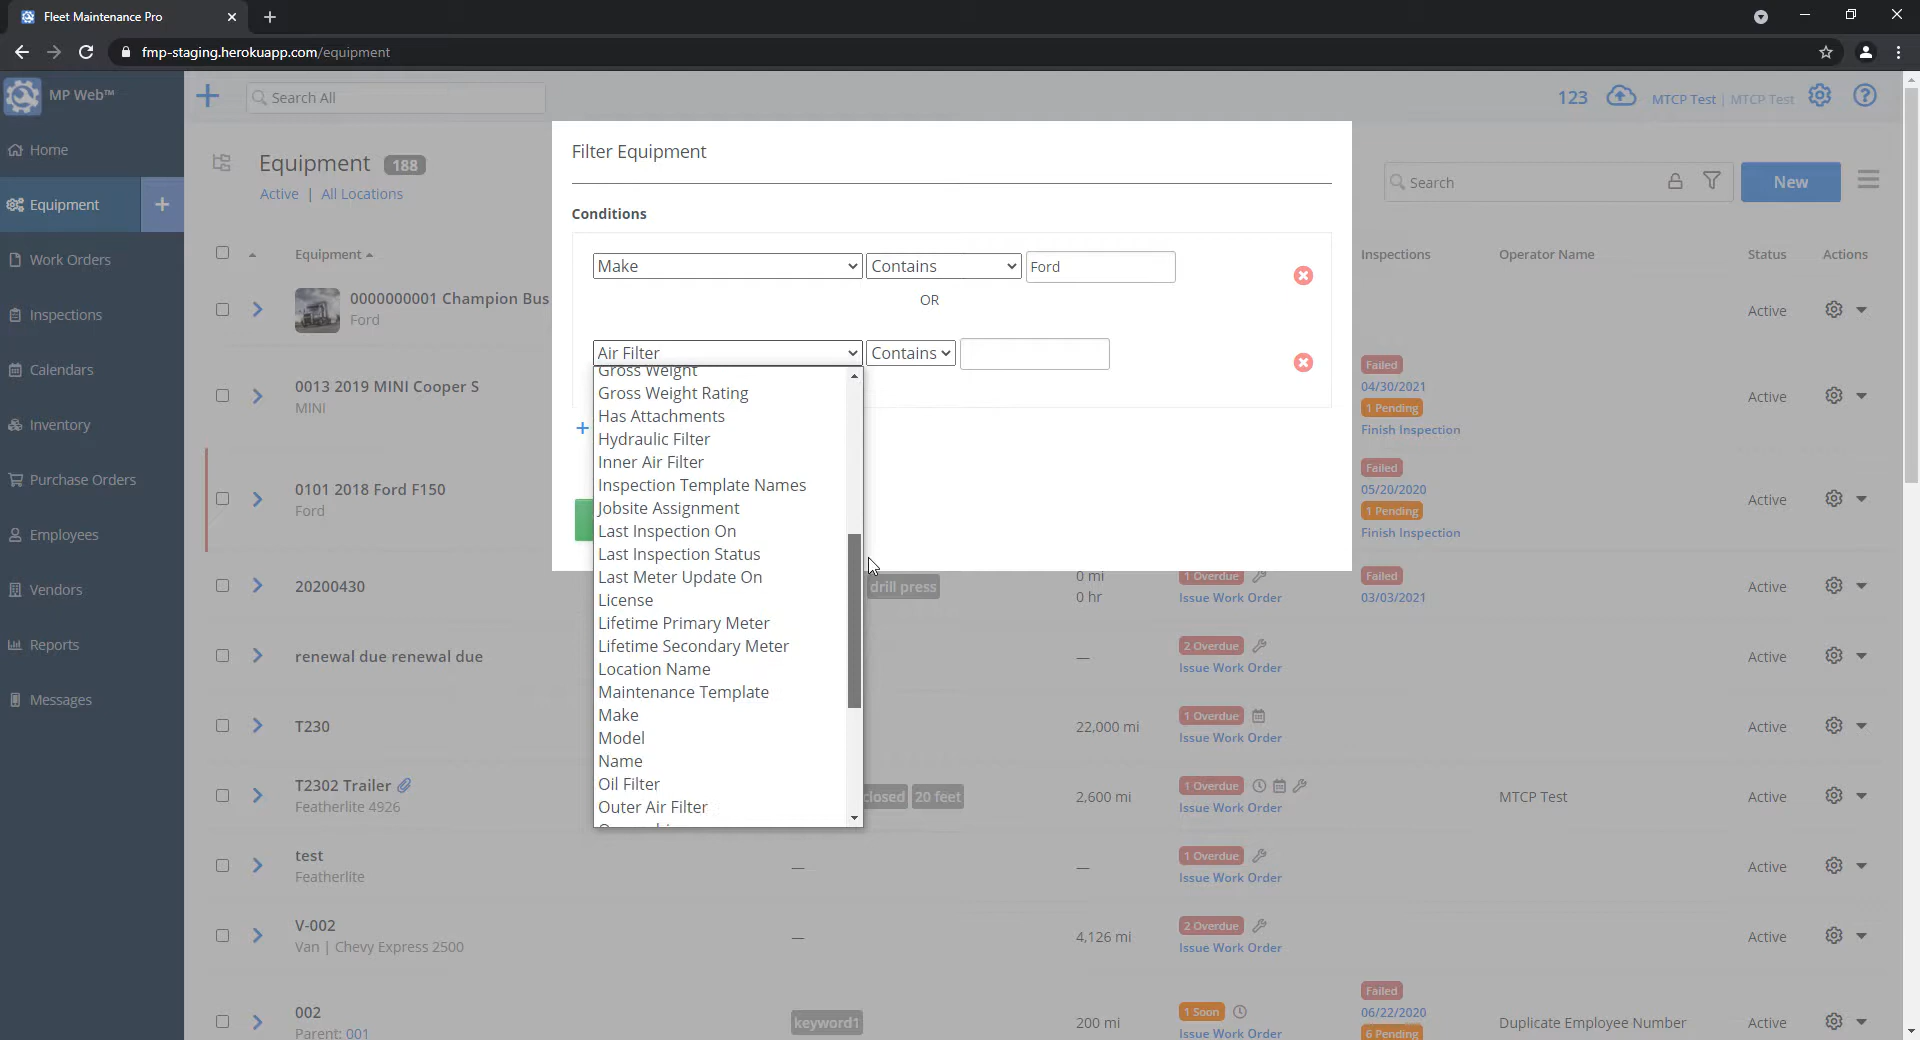 Fleet Maintenance Pro
fmp-staging.herokuapp.com/equipment
MP Web™
Search All
123
MTCP Test | MTCP Test
Home
Equipment
Work Orders
Inspections
Calendars
Inventory
Purchase Orders
Employees
Vendors
Reports
Messages
Equipment 188
Active | All Locations
Search
New
Filter Equipment
Conditions
Make
Contains
Ford
OR
Air Filter
Contains
Gross Weight
Gross Weight Rating
Has Attachments
Hydraulic Filter
Inner Air Filter
Inspection Template Names
Jobsite Assignment
Last Inspection On
Last Inspection Status
Last Meter Update On
License
Lifetime Primary Meter
Lifetime Secondary Meter
Location Name
Maintenance Template
Make
Model
Name
Oil Filter
Outer Air Filter
Equipment
Inspections
Operator Name
Status
Actions
0000000001 Champion Bus
Ford
Active
0013 2019 MINI Cooper S
MINI
Failed
04/30/2021
1 Pending
Finish Inspection
Active
0101 2018 Ford F150
Ford
Failed
05/20/2020
1 Pending
Finish Inspection
Active
20200430
drill press
0 mi
0 hr
1 Overdue
Issue Work Order
Failed
03/03/2021
Active
renewal due renewal due
—
2 Overdue
Issue Work Order
Active
T230
22,000 mi
1 Overdue
Issue Work Order
Active
T2302 Trailer
Featherlite 4926
closed
20 feet
2,600 mi
1 Overdue
Issue Work Order
MTCP Test
Active
test
Featherlite
—
—
1 Overdue
Issue Work Order
Active
V-002
Van | Chevy Express 2500
—
4,126 mi
2 Overdue
Issue Work Order
Active
002
Parent: 001
keyword1
200 mi
1 Soon
Issue Work Order
Failed
06/22/2020
6 Pending
Duplicate Employee Number
Active